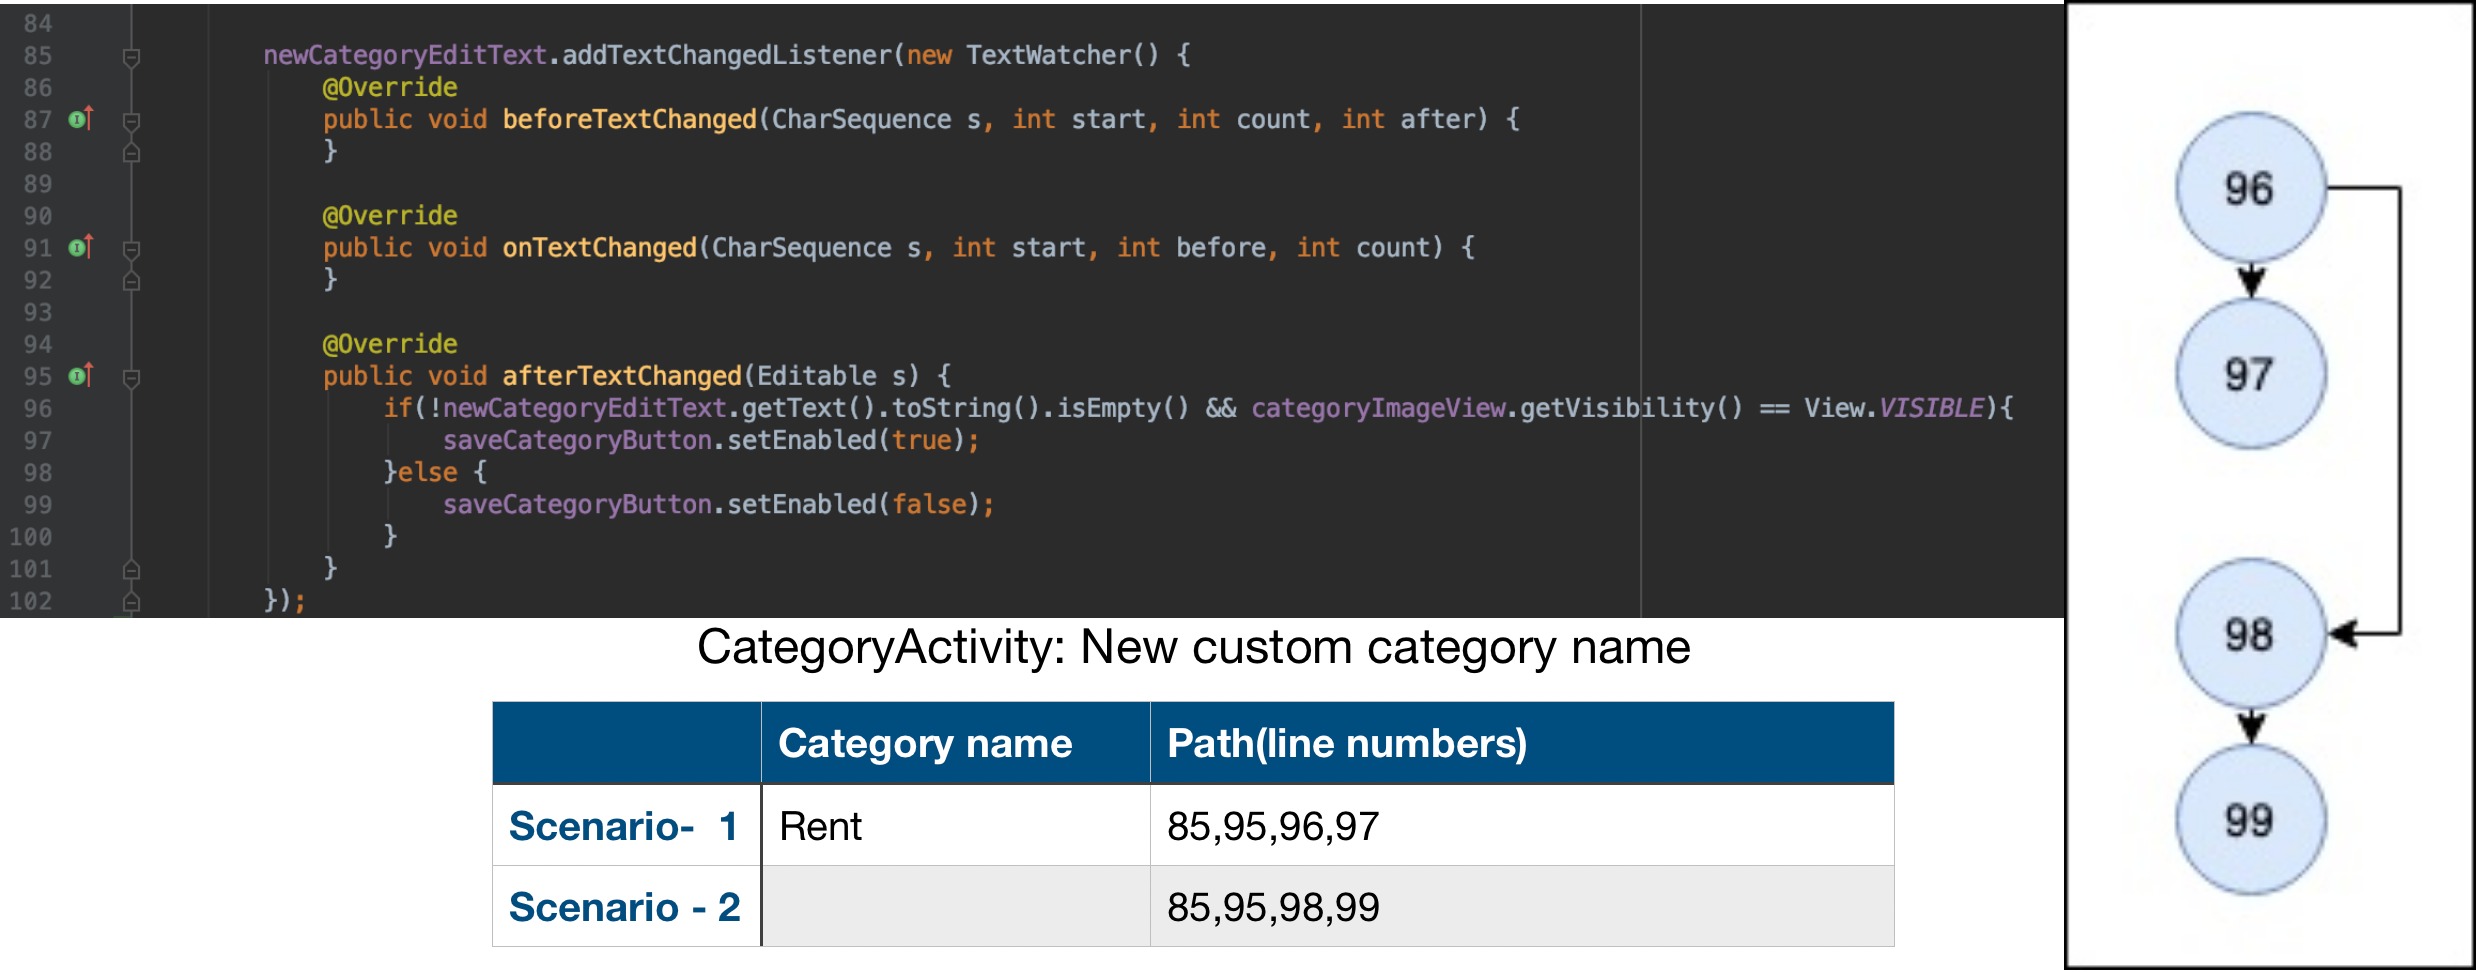 84
85 newCategoryEditText.addTextChangedListener(new TextWatcher() {
86 @Override
87 public void beforeTextChanged(CharSequence s, int start, int count, int after) {
88 }
89
90 @Override
91 public void onTextChanged(CharSequence s, int start, int before, int count) {
92 }
93
94 @Override
95 public void afterTextChanged(Editable s) {
96 if(!newCategoryEditText.getText().toString().isEmpty() && categoryImageView.getVisibility() == View.VISIBLE){
97 saveCategoryButton.setEnabled(true);
98 }else {
99 saveCategoryButton.setEnabled(false);
100 }
101 }
102 });
CategoryActivity: New custom category name
Category name Path(line numbers)
Scenario- 1 Rent 85,95,96,97
Scenario - 2 85,95,98,99
96
97
98
99